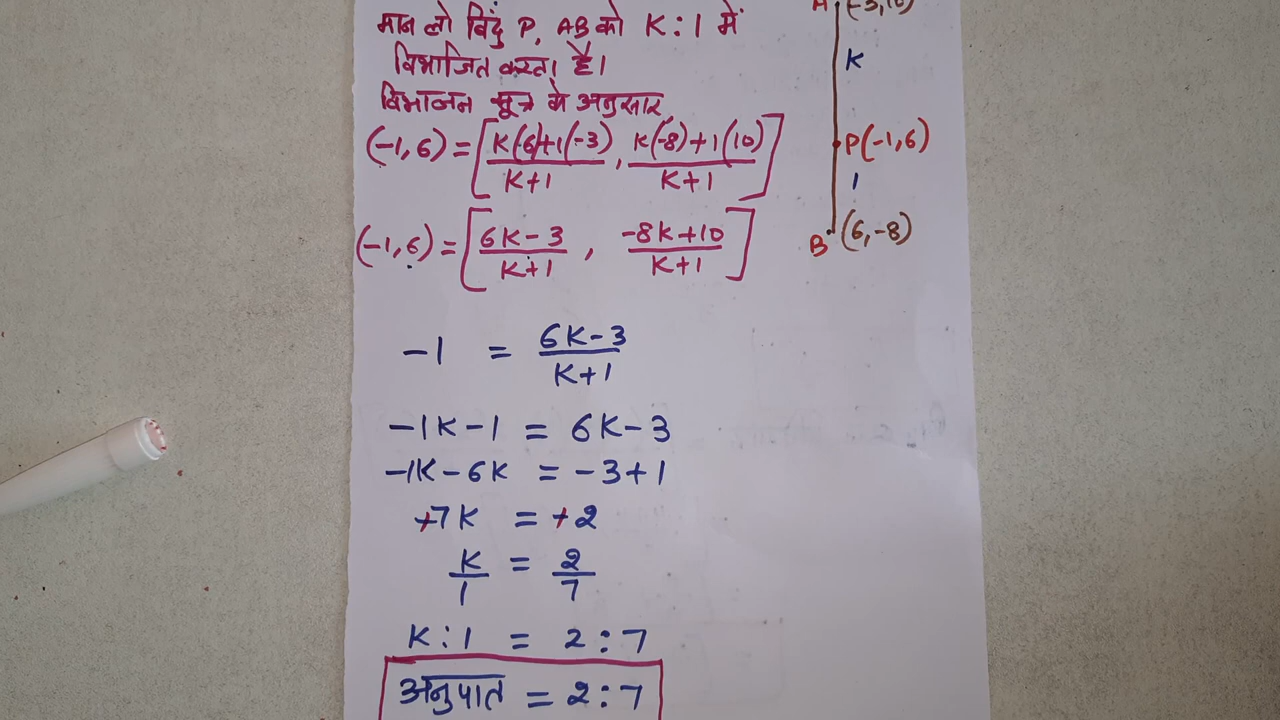 मान लो बिंदु P, AB को K : 1 में
विभाजित करता है।
विभाजन सूत्र के अनुसार
(-1, 6) = [K(6)+1(-3)/K+1 , K(-8)+1(10)/K+1]
(-1, 6) = [6K-3/K+1 , -8K+10/K+1]
-1 = 6K-3/K+1
-1K-1 = 6K-3
-1K-6K = -3+1
+7K = +2
K/1 = 2/7
K : 1 = 2 : 7
अनुपात = 2 : 7
A (-3, 10)
K
P(-1, 6)
1
B (6, -8)